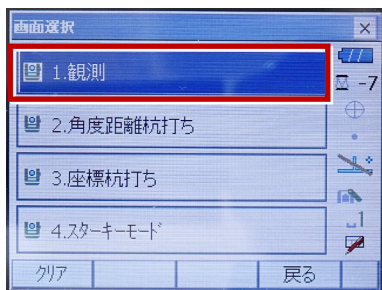 画面選択
1.観測
-7
2.角度距離杭打ち
3.座標杭打ち
4.スターキーモード
1
クリア
戻る